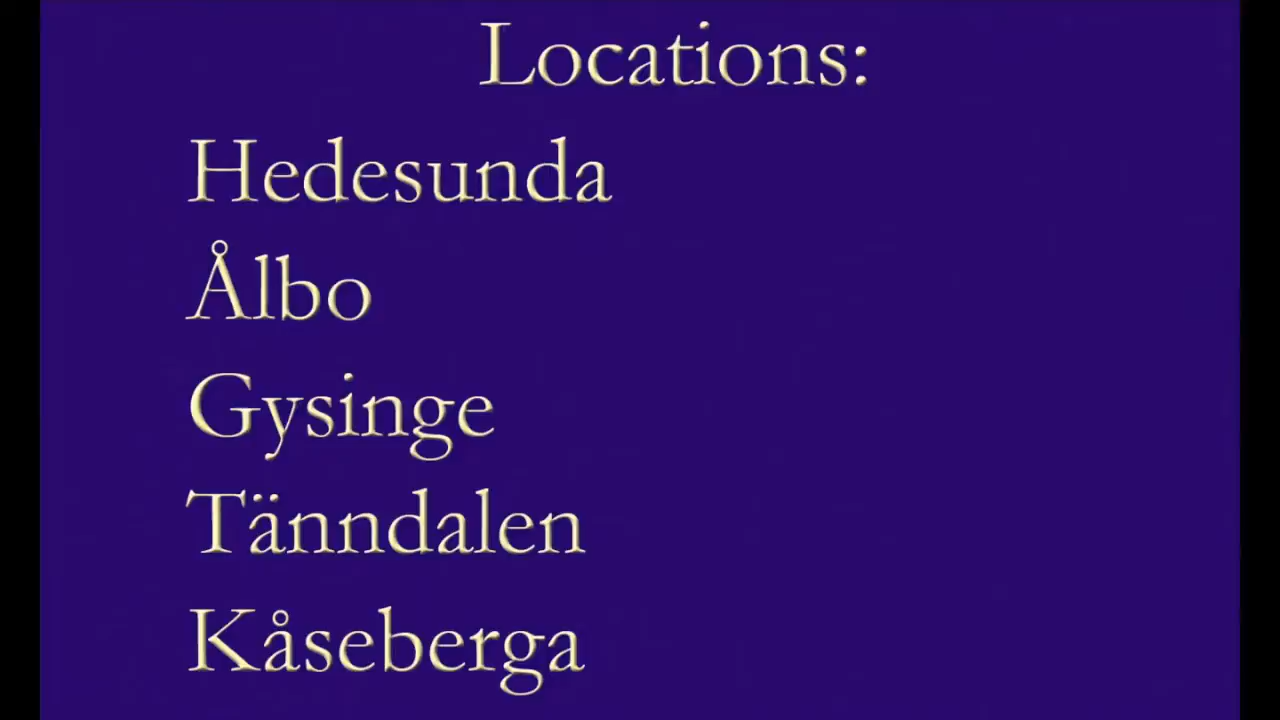 Locations:
Hedesunda
Ålbo
Gysinge
Tänndalen
Kåseberga